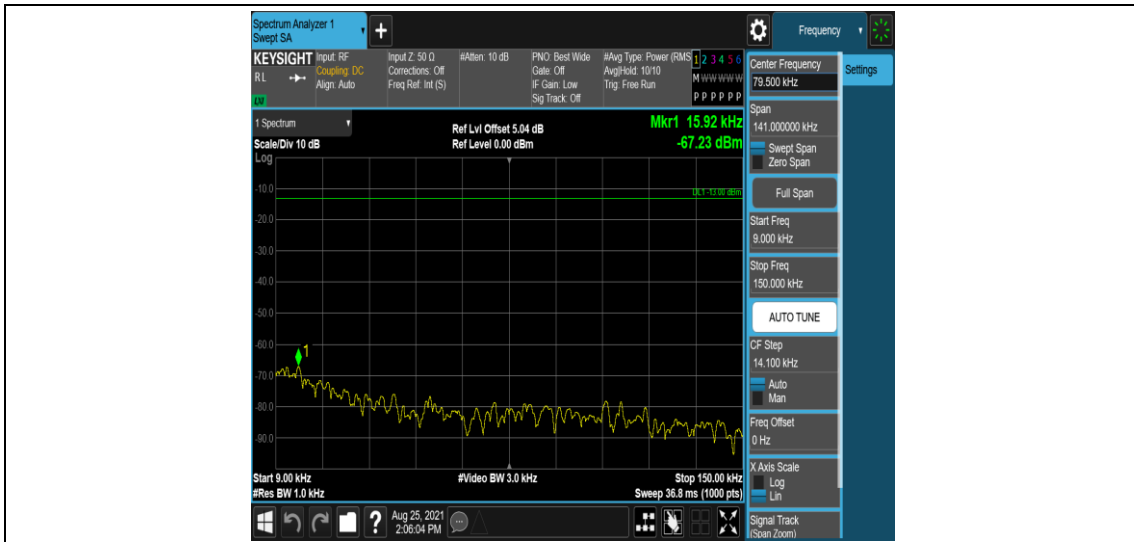 Spectrum Analyzer 1
Swept SA
+
Frequency
KEYSIGHT
RL
LXI
Input: RF
Coupling: DC
Align: Auto
Input Z: 50 Ω
Corrections: Off
Freq Ref: Int (S)
#Atten: 10 dB
PNO: Best Wide
Gate: Off
IF Gain: Low
Sig Track: Off
#Avg Type: Power (RMS
Avg|Hold: 10/10
Trig: Free Run
1 2 3 4 5 6
M W W W W W
P P P P P P
1 Spectrum
Scale/Div 10 dB
Log
Ref Lvl Offset 5.04 dB
Ref Level 0.00 dBm
Mkr1 15.92 kHz
-67.23 dBm
DL1 -13.00 dBm
-10.0
-20.0
-30.0
-40.0
-50.0
-60.0
-70.0
-80.0
-90.0
1
Start 9.00 kHz
#Res BW 1.0 kHz
#Video BW 3.0 kHz
Stop 150.00 kHz
Sweep 36.8 ms (1000 pts)
?
Aug 25, 2021
2:06:04 PM
Center Frequency
79.500 kHz
Span
141.000000 kHz
Swept Span
Zero Span
Full Span
Start Freq
9.000 kHz
Stop Freq
150.000 kHz
AUTO TUNE
CF Step
14.100 kHz
Auto
Man
Freq Offset
0 Hz
X Axis Scale
Log
Lin
Signal Track
(Span Zoom)
Settings